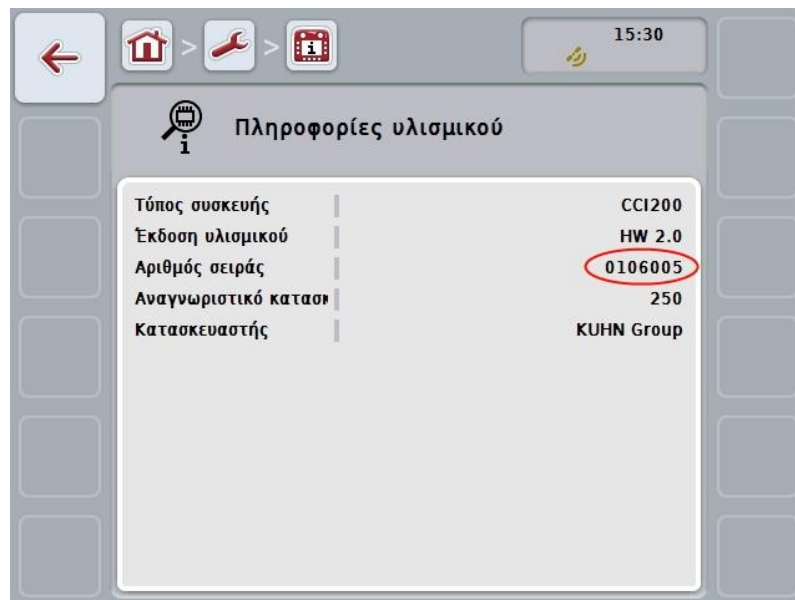 15:30
Πληροφορίες υλισμικού
Τύπος συσκευής CCI200
Έκδοση υλισμικού HW 2.0
Αριθμός σειράς 0106005
Αναγνωριστικό κατασκ 250
Κατασκευαστής KUHN Group